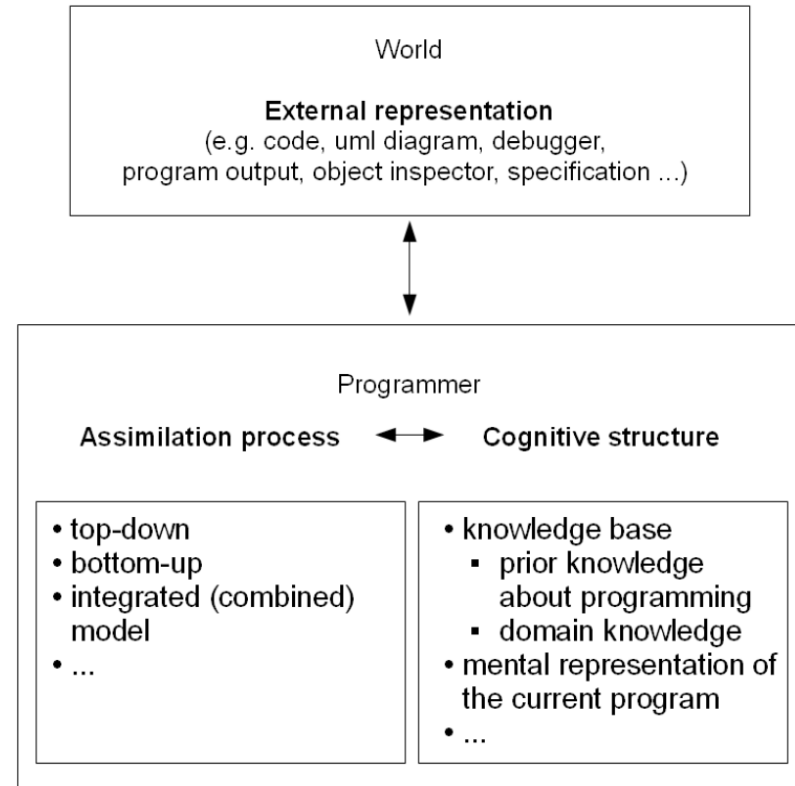 World
External representation
(e.g. code, uml diagram, debugger,
program output, object inspector, specification ...)
Programmer
Assimilation process
Cognitive structure
• top-down
• bottom-up
• integrated (combined)
model
• ...
• knowledge base
▪ prior knowledge
about programming
▪ domain knowledge
• mental representation of
the current program
• ...